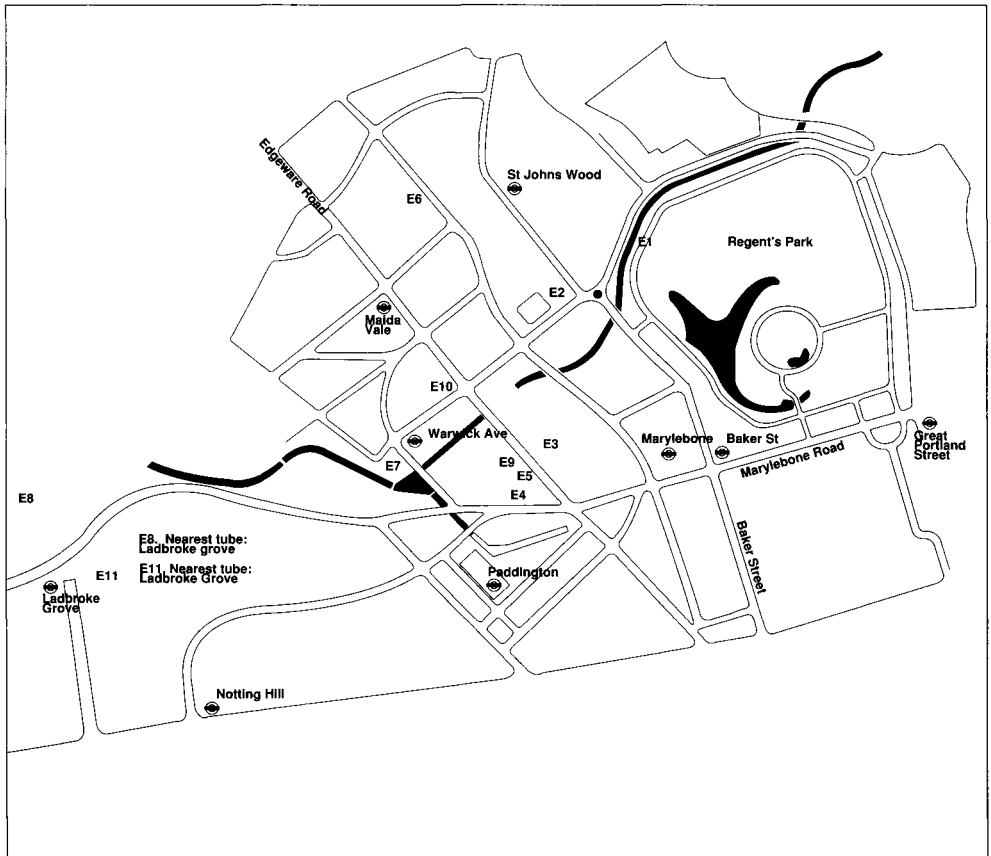 Edgeware Road
St Johns Wood
E6
E1
Regent's Park
E2
Maida
Vale
E10
Warwick Ave
E3
Marylebone
Baker St
Great
Portland
Street
Marylebone Road
E7
E9
E5
E4
E8
Baker Street
E8. Nearest tube:
Ladbroke grove
E11. Nearest tube:
Ladbroke Grove
E11
Paddington
Ladbroke
Grove
Notting Hill